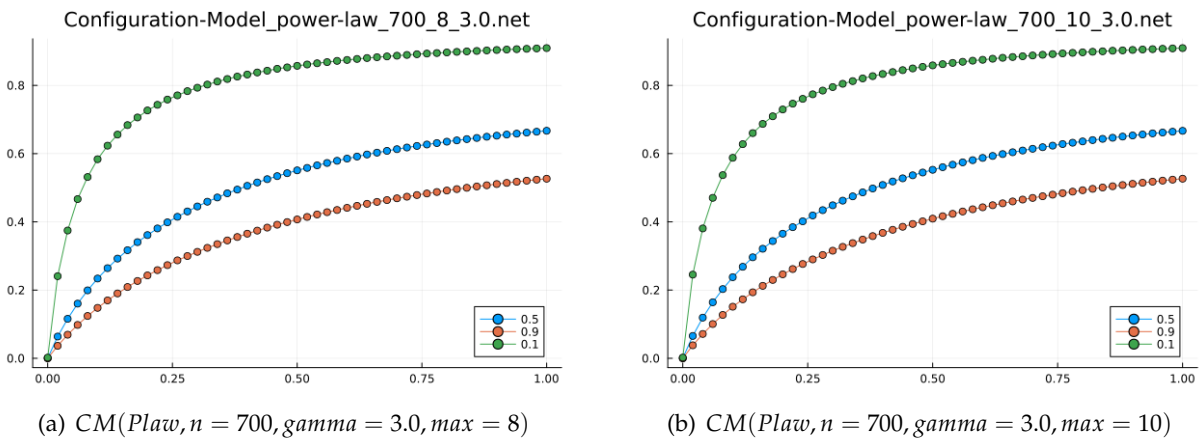 Configuration-Model_power-law_700_8_3.0.net
0.8
0.6
0.4
0.2
0.0
0.00 0.25 0.50 0.75 1.00
0.5
0.9
0.1
(a) CM(Plaw, n = 700, gamma = 3.0, max = 8)
Configuration-Model_power-law_700_10_3.0.net
0.8
0.6
0.4
0.2
0.0
0.00 0.25 0.50 0.75 1.00
0.5
0.9
0.1
(b) CM(Plaw, n = 700, gamma = 3.0, max = 10)